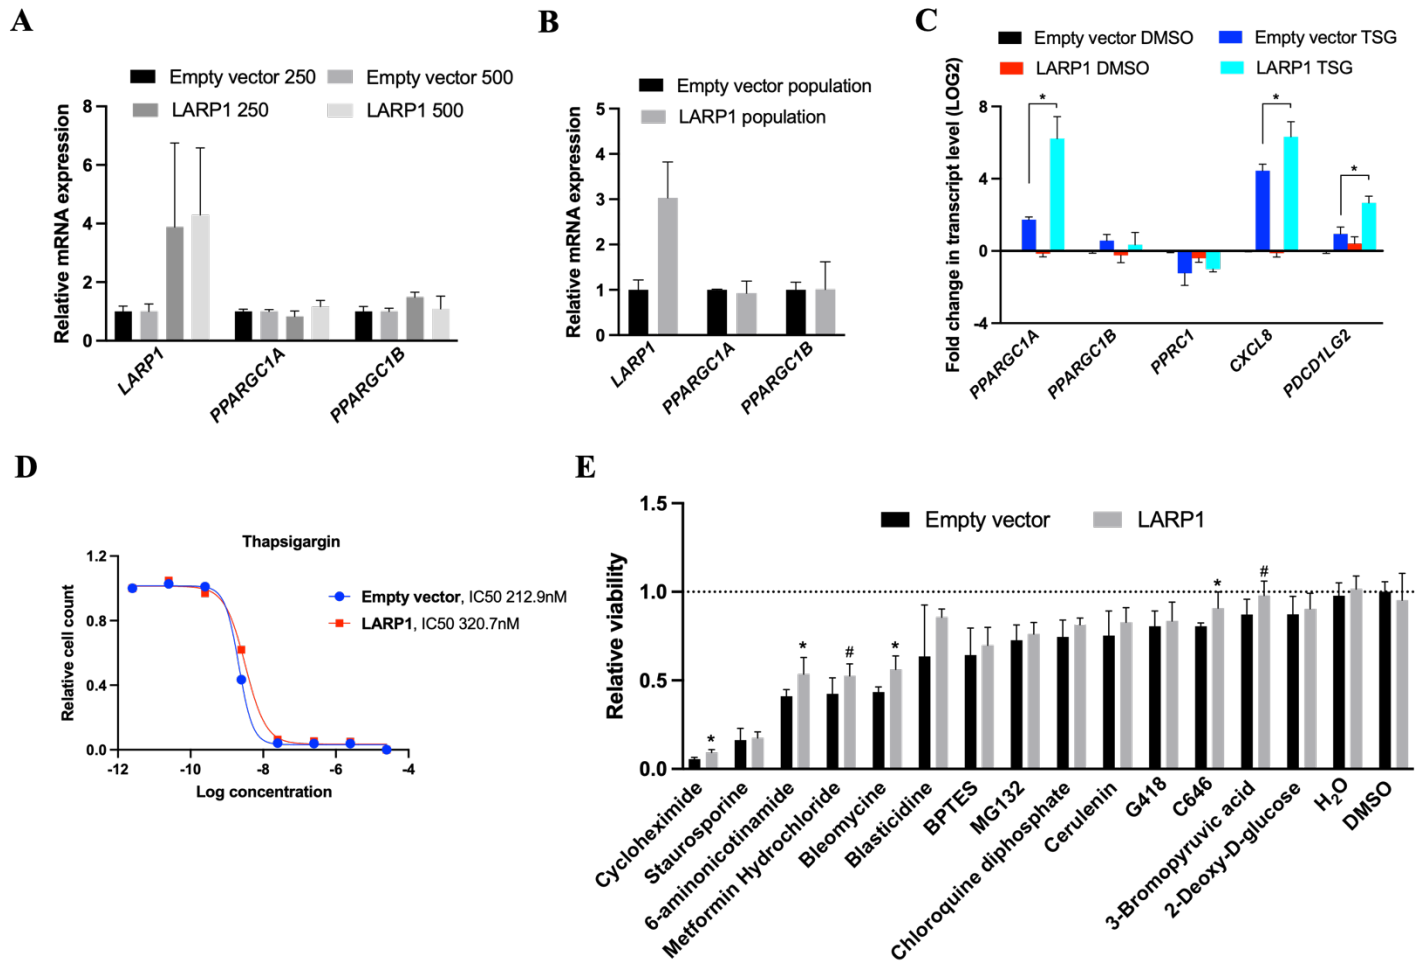 A
Empty vector 250
Empty vector 500
LARP1 250
LARP1 500
Relative mRNA expression
8
6
4
2
0
LARP1
PPARGC1A
PPARGC1B
B
Empty vector population
LARP1 population
Relative mRNA expression
5
4
3
2
1
0
LARP1
PPARGC1A
PPARGC1B
C
Empty vector DMSO
Empty vector TSG
LARP1 DMSO
LARP1 TSG
Fold change in transcript level (LOG2)
8
4
0
-4
*
*
*
PPARGC1A
PPARGC1B
PPRC1
CXCL8
PDCD1LG2
D
Thapsigargin
Relative cell count
1.2
0.8
0.4
0.0
Empty vector, IC50 212.9nM
LARP1, IC50 320.7nM
-12
-10
-8
-6
-4
Log concentration
E
Empty vector
LARP1
Relative viability
1.5
1.0
0.5
0.0
*
*
#
*
*
#
Cycloheximide
Staurosporine
6-aminonicotinamide
Metformin Hydrochloride
Bleomycine
Blasticidine
BPTES
MG132
Chloroquine diphosphate
Cerulenin
G418
C646
3-Bromopyruvic acid
2-Deoxy-D-glucose
H2O
DMSO